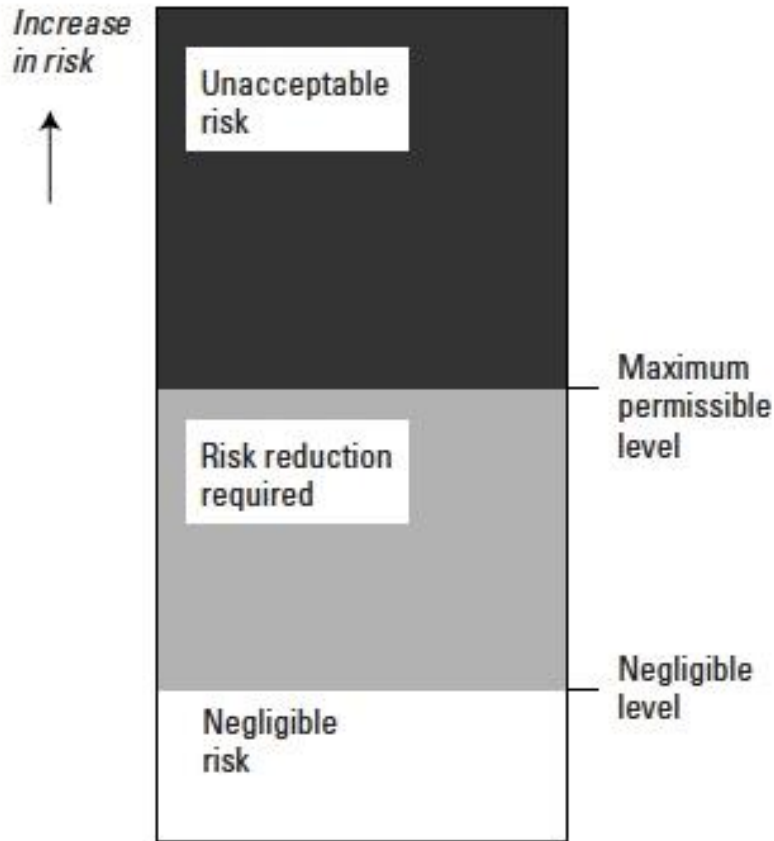 Increase
in risk
Unacceptable
risk
Maximum
permissible
level
Risk reduction
required
Negligible
level
Negligible
risk